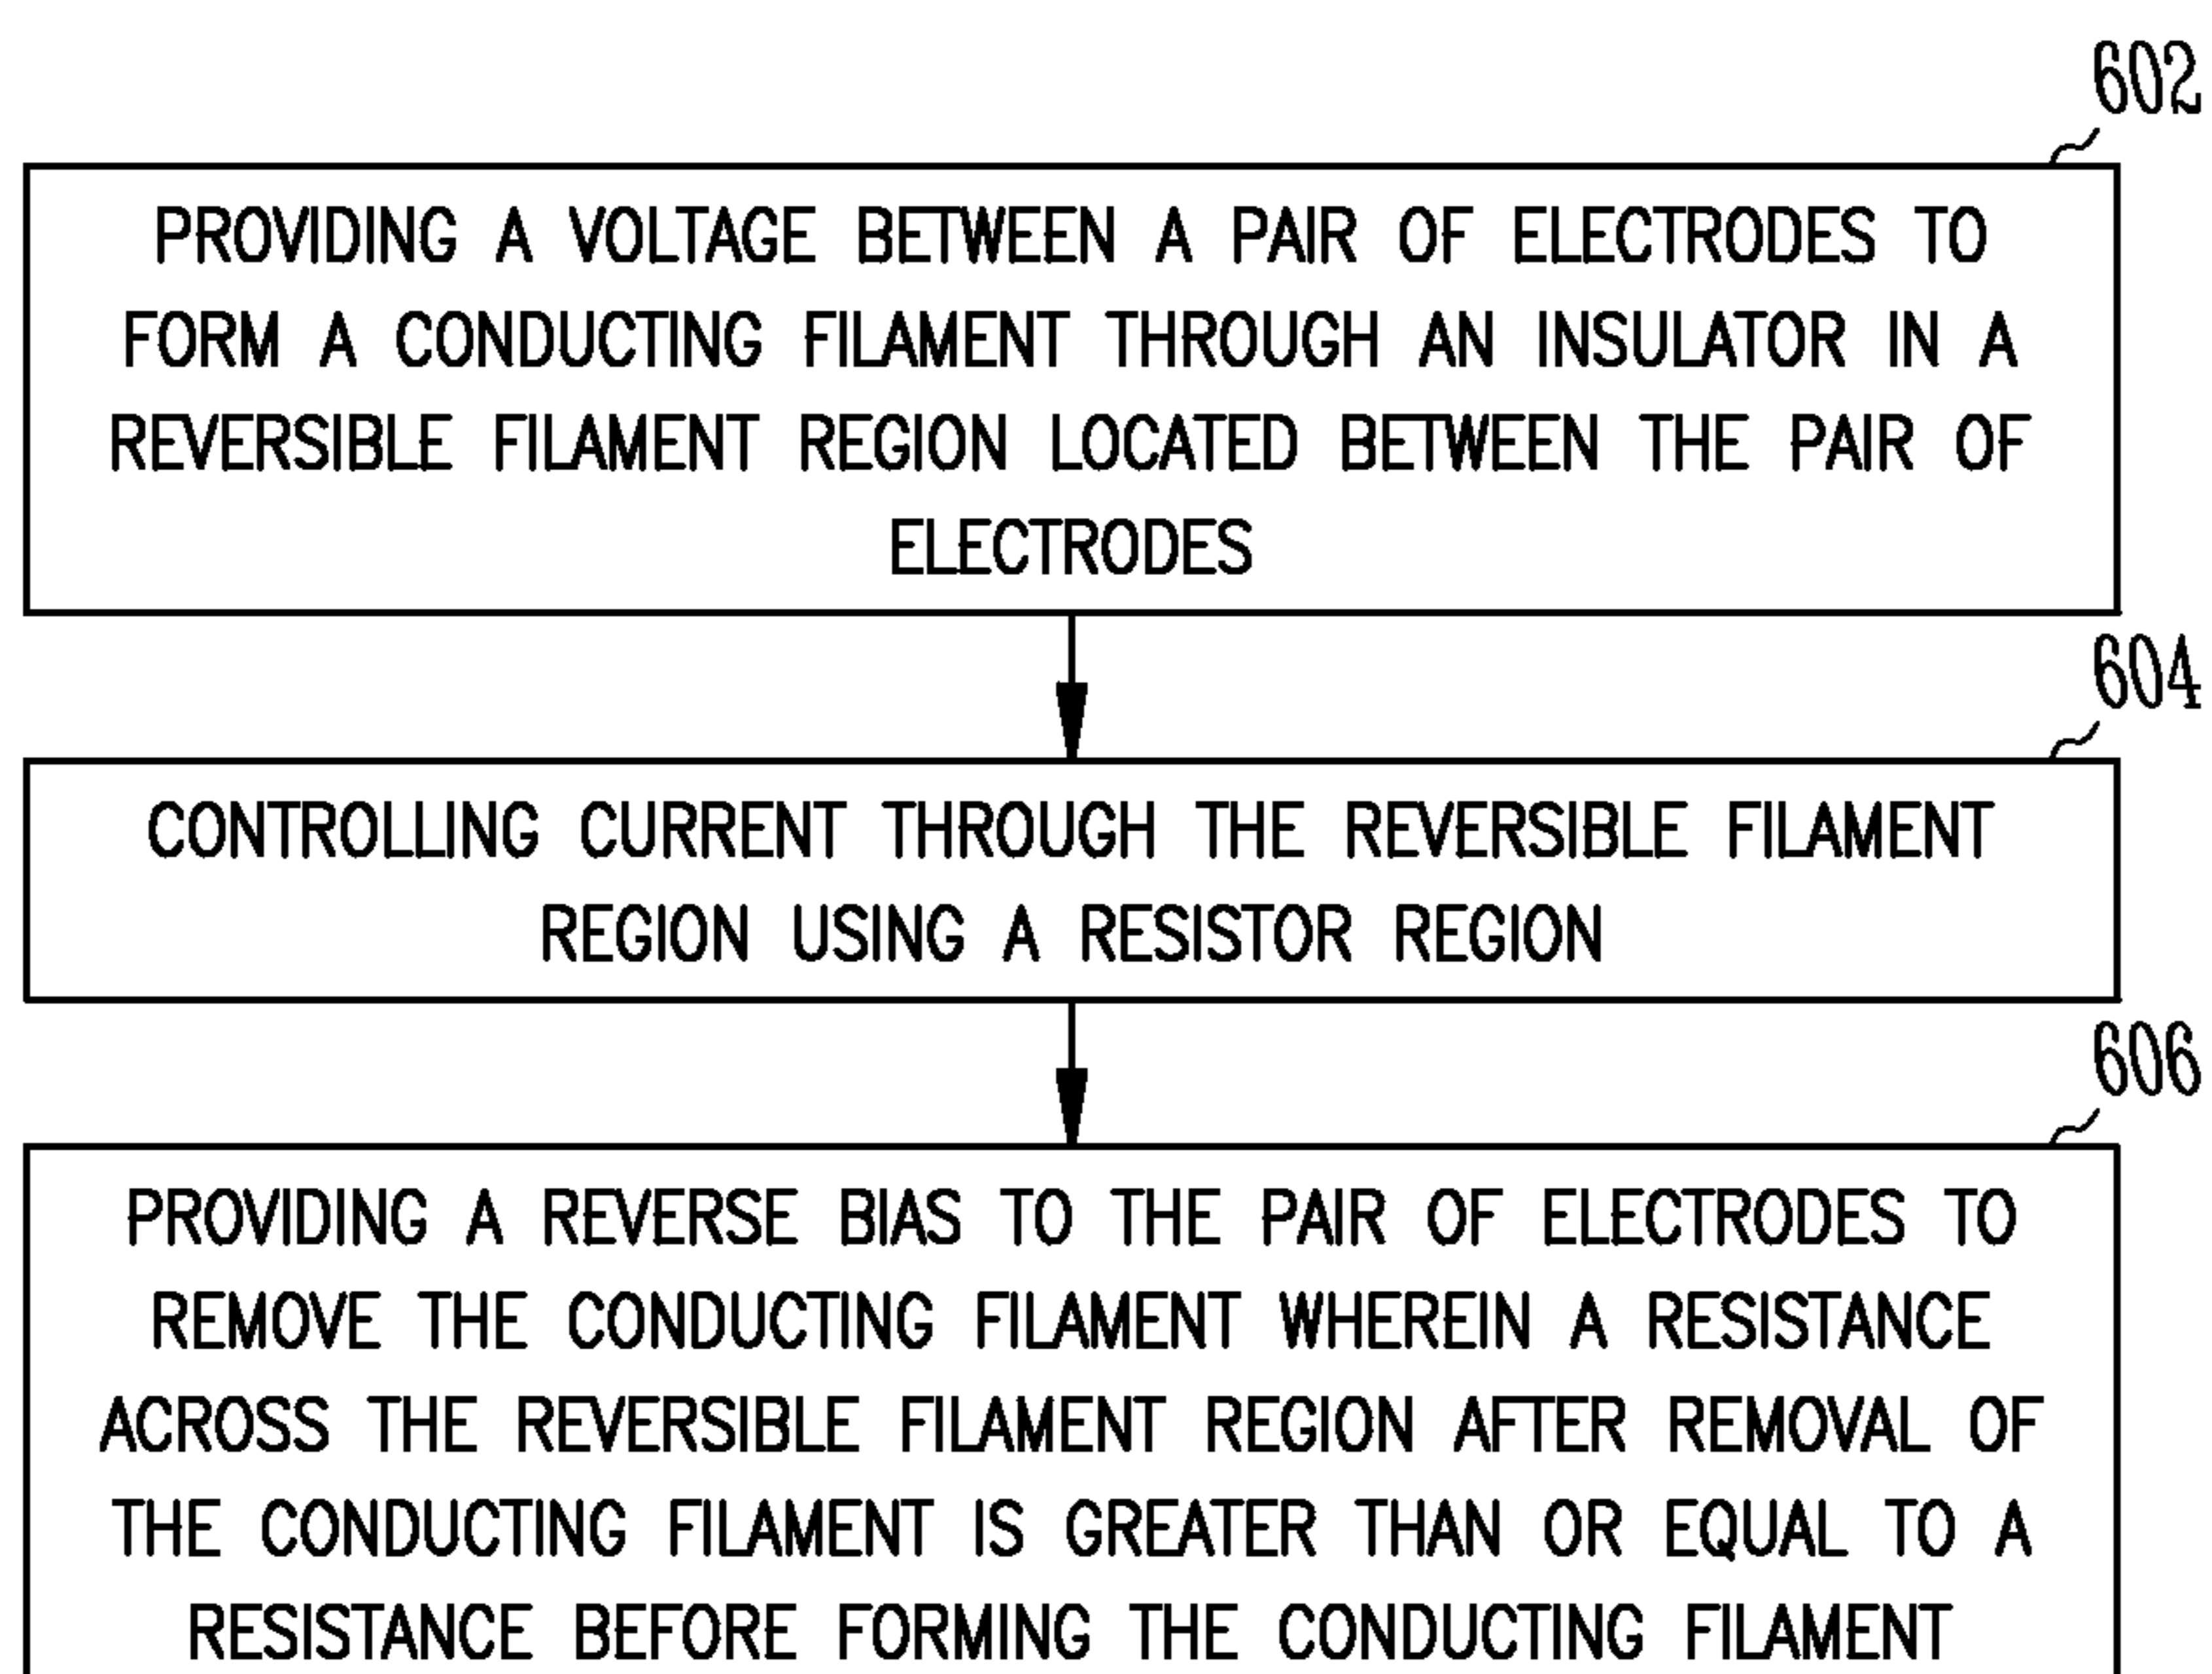 602
PROVIDING A VOLTAGE BETWEEN A PAIR OF ELECTRODES TO
FORM A CONDUCTING FILAMENT THROUGH AN INSULATOR IN A
REVERSIBLE FILAMENT REGION LOCATED BETWEEN THE PAIR OF
ELECTRODES
604
CONTROLLING CURRENT THROUGH THE REVERSIBLE FILAMENT
REGION USING A RESISTOR REGION
606
PROVIDING A REVERSE BIAS TO THE PAIR OF ELECTRODES TO
REMOVE THE CONDUCTING FILAMENT WHEREIN A RESISTANCE
ACROSS THE REVERSIBLE FILAMENT REGION AFTER REMOVAL OF
THE CONDUCTING FILAMENT IS GREATER THAN OR EQUAL TO A
RESISTANCE BEFORE FORMING THE CONDUCTING FILAMENT